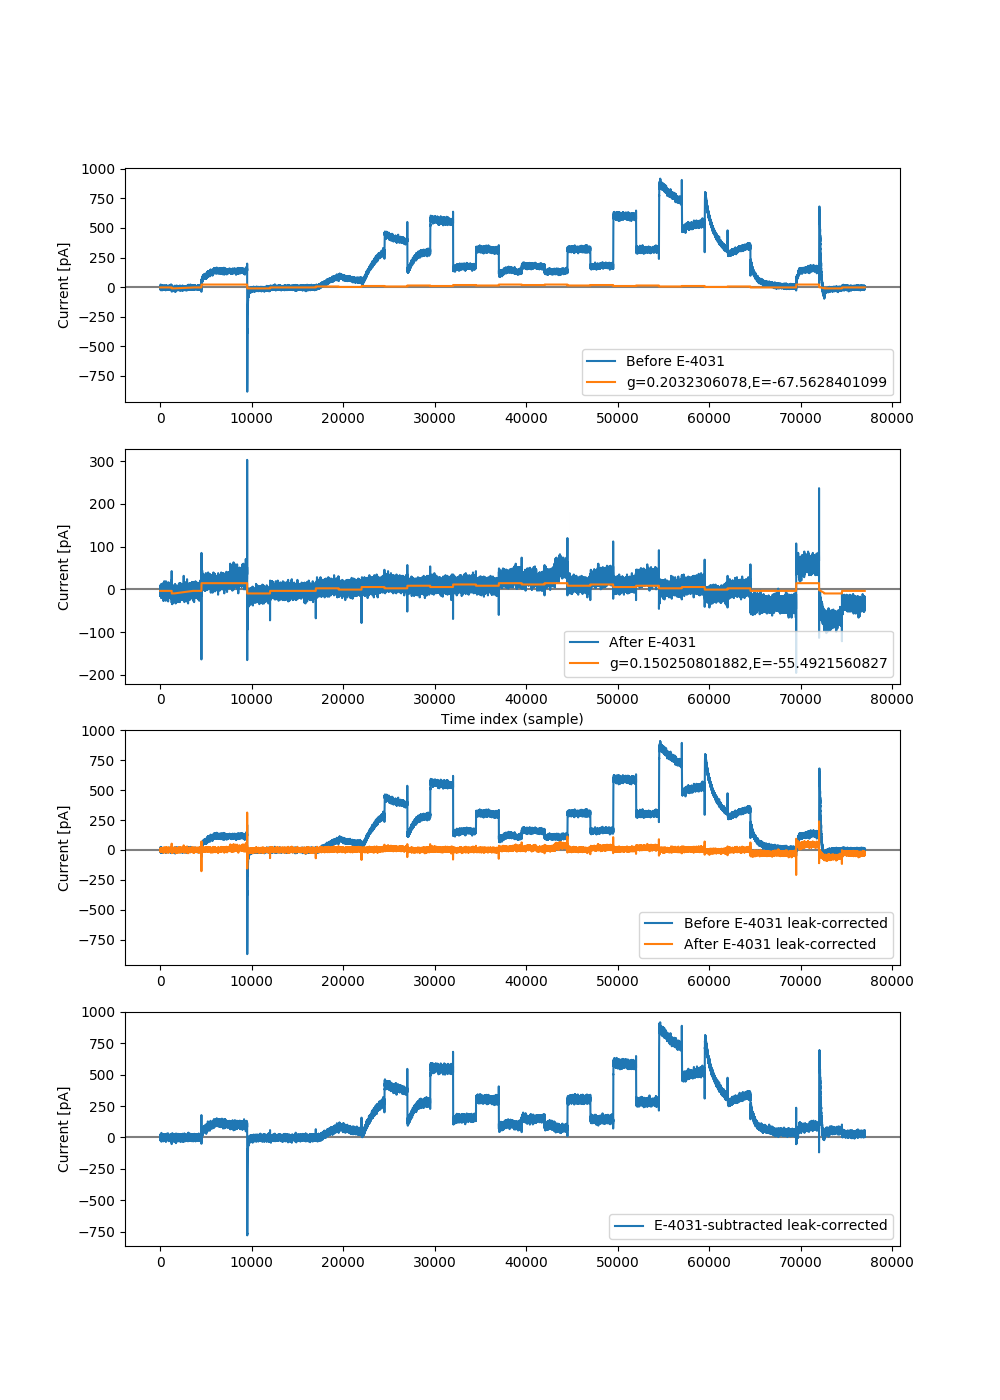 1000
750
500
250
0
−250
−500
−750
Current [pA]
Before E-4031
g=0.2032306078,E=-67.5628401099
0 10000 20000 30000 40000 50000 60000 70000 80000
300
200
100
0
−100
−200
Current [pA]
After E-4031
g=0.150250801882,E=-55.4921560827
0 10000 20000 30000 40000 50000 60000 70000 80000
Time index (sample)
1000
750
500
250
0
−250
−500
−750
Current [pA]
Before E-4031 leak-corrected
After E-4031 leak-corrected
0 10000 20000 30000 40000 50000 60000 70000 80000
1000
750
500
250
0
−250
−500
−750
Current [pA]
E-4031-subtracted leak-corrected
0 10000 20000 30000 40000 50000 60000 70000 80000